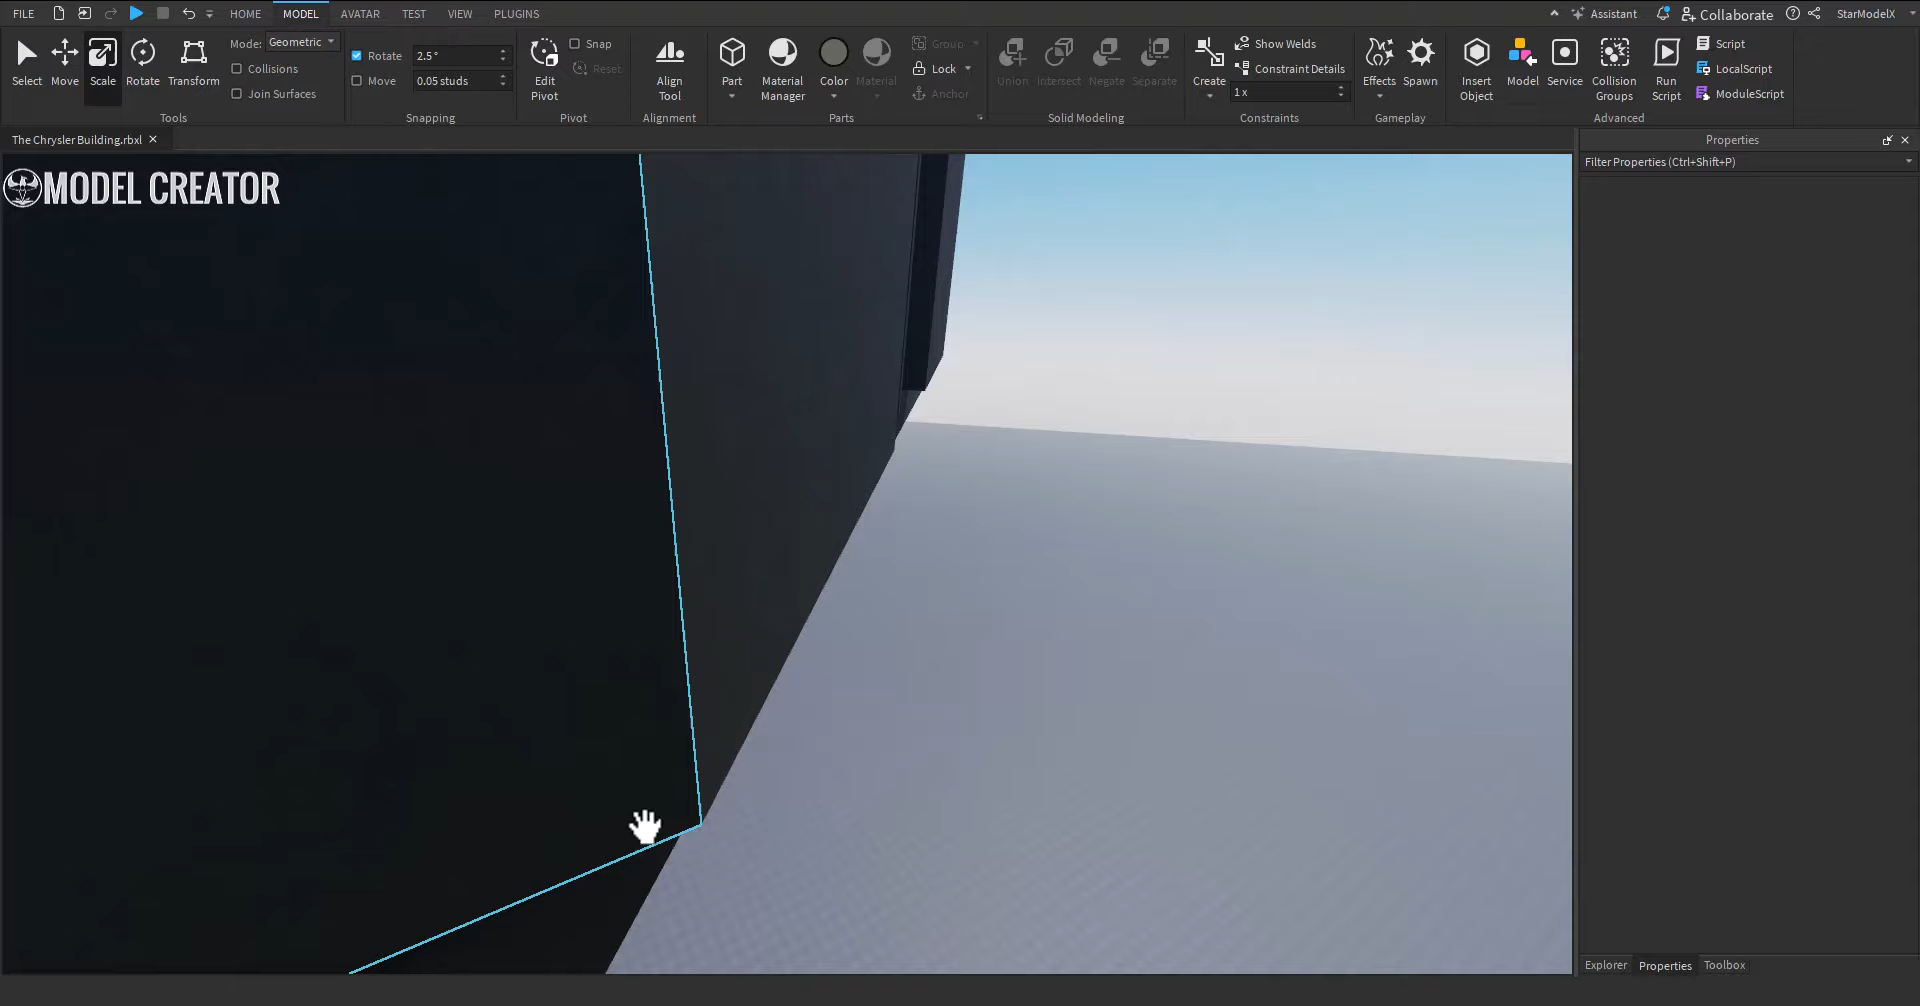 FILE HOME MODEL AVATAR TEST VIEW PLUGINS Assistant Collaborate StarModelX
Select Move Scale Rotate Transform
Mode: Geometric
Collisions
Join Surfaces
Tools
Rotate 2.5°
Move 0.05 studs
Snapping
Edit Pivot
Snap
Reset
Pivot
Align Tool
Alignment
Part
Material Manager
Color
Material
Group
Lock
Anchor
Parts
Union Intersect Negate Separate
Solid Modeling
Create
Show Welds
Constraint Details
1 x
Constraints
Effects Spawn
Gameplay
Insert Object
Model
Service
Collision Groups
Run Script
Script
LocalScript
ModuleScript
Advanced
The Chrysler Building.rbxl
Properties
Filter Properties (Ctrl+Shift+P)
MODEL CREATOR
Explorer Properties Toolbox